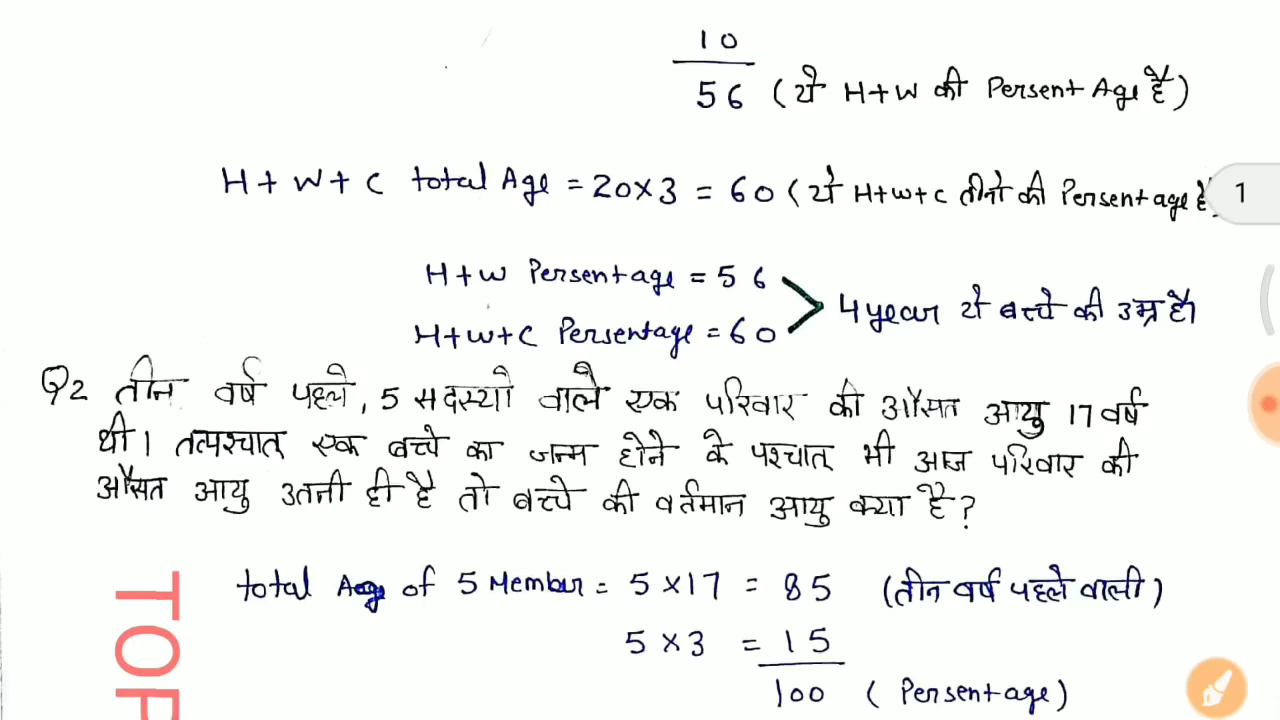 10
56 (ये H+W की Persent Age है)
H+W+C total Age = 20×3 = 60 (ये H+W+C तीनो की Persentage है
1
H+W Persentage = 56
4 year ये बच्चे की उम्र है।
H+W+C Persentage = 60
Q2 तीन वर्ष पहले, 5 सदस्यो वाले एक परिवार की औसत आयु 17 वर्ष
थी। तत्पश्चात् एक बच्चे का जन्म होने के पश्चात् भी आज परिवार की
औसत आयु उतनी ही है तो बच्चे की वर्तमान आयु क्या है?
total Age of 5 Member = 5×17 = 85 (तीन वर्ष पहले वाली)
5×3 = 15
100 (Persentage)
TOP